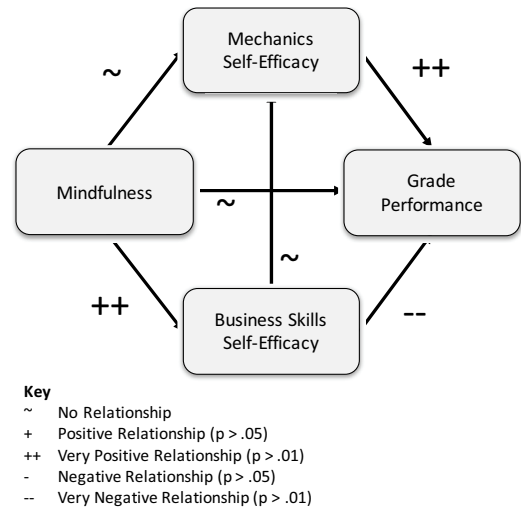 Mechanics
Self-Efficacy
~
++
Mindfulness
~
Grade
Performance
~
++
Business Skills
Self-Efficacy
--
Key
~ No Relationship
+ Positive Relationship (p > .05)
++ Very Positive Relationship (p > .01)
- Negative Relationship (p > .05)
-- Very Negative Relationship (p > .01)